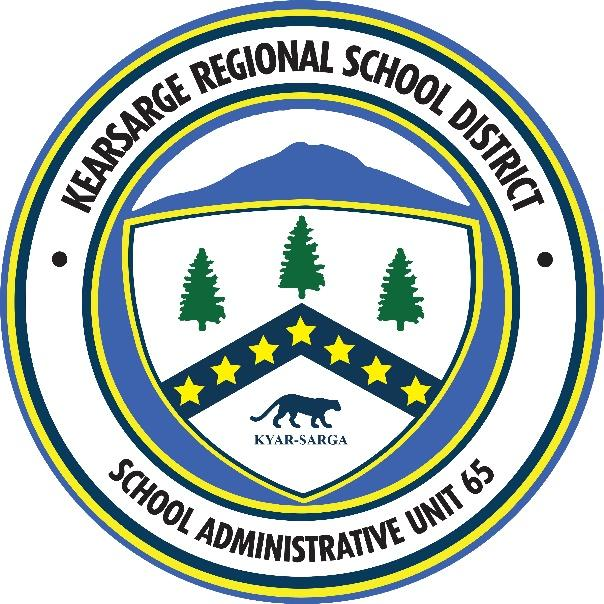 KEARSARGE REGIONAL SCHOOL DISTRICT
KYAR-SARGA
SCHOOL ADMINISTRATIVE UNIT 65